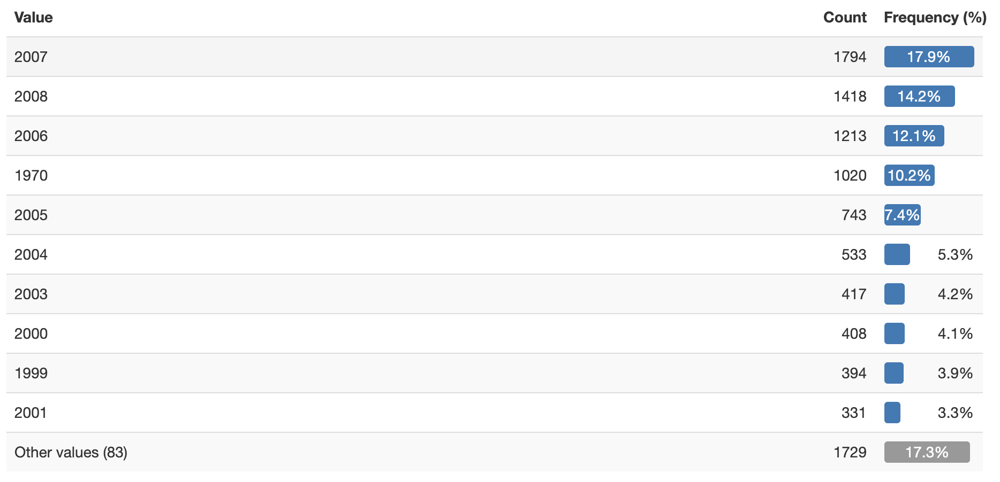 Value Count Frequency (%)
2007 1794 17.9%
2008 1418 14.2%
2006 1213 12.1%
1970 1020 10.2%
2005 743 7.4%
2004 533 5.3%
2003 417 4.2%
2000 408 4.1%
1999 394 3.9%
2001 331 3.3%
Other values (83) 1729 17.3%